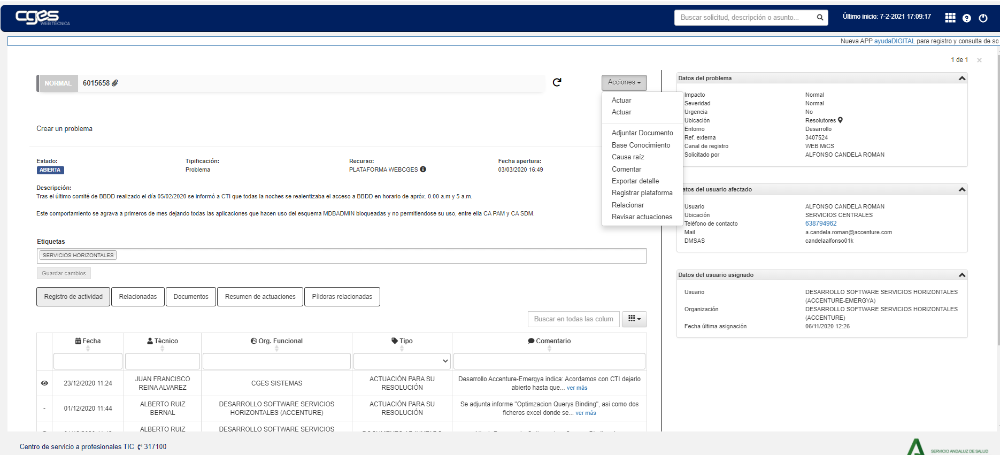 cges
WEB TÉCNICA
Buscar solicitud, descripción o asunto...
Último inicio: 7-2-2021 17:09:17
Nueva APP ayudaDIGITAL para registro y consulta de so
1 de 1
NORMAL
6015658
Acciones
Actuar
Actuar
Adjuntar Documento
Base Conocimiento
Causa raíz
Comentar
Exportar detalle
Registrar plataforma
Relacionar
Revisar actuaciones
Crear un problema
Estado:
ABIERTA
Tipificación:
Problema
Recurso:
PLATAFORMA WEBCGES
Fecha apertura:
03/03/2020 16:49
Descripción:
Tras el último comité de BBDD realizado el día 05/02/2020 se informó a CTI que todas la noches se realentizaba el acceso a BBDD en horario de apróx. 0.00 a.m y 5 a.m.
Este comportamiento se agrava a primeros de mes dejando todas las aplicaciones que hacen uso del esquema MDBADMIN bloqueadas y no permitiendose su uso, entre ella CA PAM y CA SDM.
Etiquetas
SERVICIOS HORIZONTALES
Guardar cambios
Registro de actividad
Relacionadas
Documentos
Resumen de actuaciones
Píldoras relacionadas
Buscar en todas las colum
Fecha
Técnico
Org. Funcional
Tipo
Comentario
23/12/2020 11:24
JUAN FRANCISCO
REINA ALVAREZ
CGES SISTEMAS
ACTUACIÓN PARA SU
RESOLUCIÓN
Desarrollo Accenture-Emergya indica: Acordamos con CTI dejarlo
abierto hasta que... ver más
-
01/12/2020 11:44
ALBERTO RUIZ
BERNAL
DESARROLLO SOFTWARE SERVICIOS
HORIZONTALES (ACCENTURE)
ACTUACIÓN PARA SU
RESOLUCIÓN
Se adjunta informe "Optimzacion Querys Binding", asi como dos
ficheros excel donde se... ver más
ALBERTO RUIZ
DESARROLLO SOFTWARE SERVICIOS
Datos del problema
Impacto
Normal
Severidad
Normal
Urgencia
No
Ubicación
Resolutores
Entorno
Desarrollo
Ref. externa
3407524
Canal de registro
WEB MiCS
Solicitado por
ALFONSO CANDELA ROMAN
atos del usuario afectado
Usuario
ALFONSO CANDELA ROMAN
Ubicación
SERVICIOS CENTRALES
Teléfono de contacto
638794962
Mail
a.candela.roman@accenture.com
DMSAS
candelaalfonso01k
Datos del usuario asignado
Usuario
DESARROLLO SOFTWARE SERVICIOS HORIZONTALES
(ACCENTURE-EMERGYA)
Organización
DESARROLLO SOFTWARE SERVICIOS HORIZONTALES
(ACCENTURE)
Fecha última asignación
06/11/2020 12:26
Centro de servicio a profesionales TIC 317100
SERVICIO ANDALUZ DE SALUD